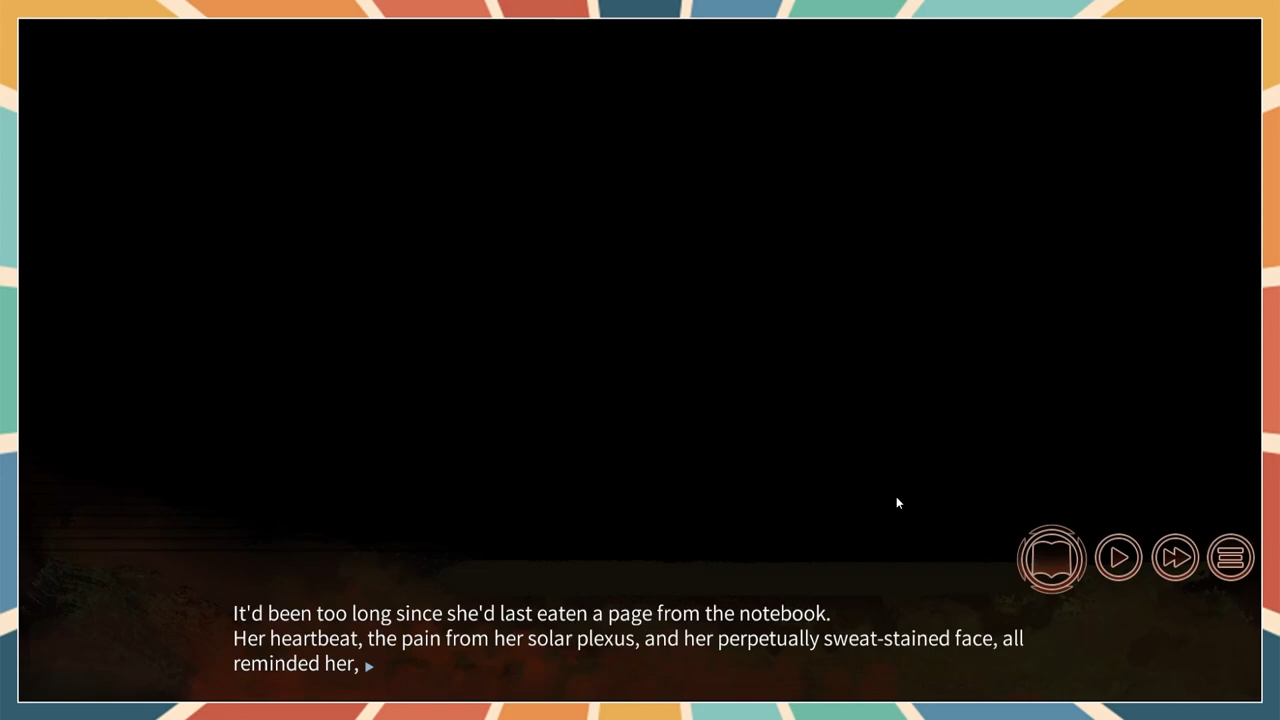 It'd been too long since she'd last eaten a page from the notebook.
Her heartbeat, the pain from her solar plexus, and her perpetually sweat-stained face, all
reminded her,